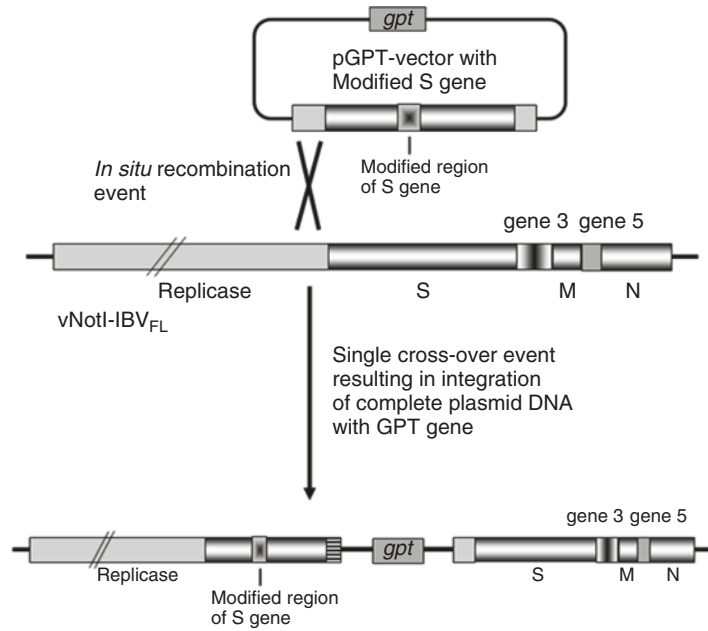 gpt
pGPT-vector with
Modified S gene
In situ recombination
event
Modified region
of S gene
gene 3 gene 5
Replicase
S
M
N
vNotI-IBVFL
Single cross-over event
resulting in integration
of complete plasmid DNA
with GPT gene
gpt
gene 3 gene 5
Replicase
S
M
N
Modified region
of S gene